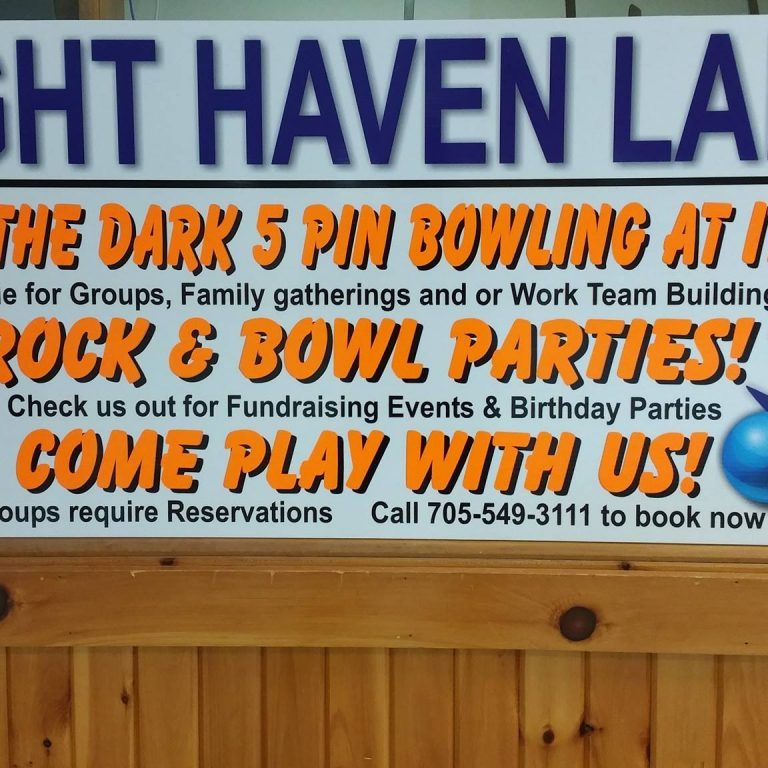 GHT HAVEN LA
THE DARK 5 PIN BOWLING AT I
e for Groups, Family gatherings and or Work Team Building
ROCK & BOWL PARTIES!
Check us out for Fundraising Events & Birthday Parties
COME PLAY WITH US!
oups require Reservations Call 705-549-3111 to book now